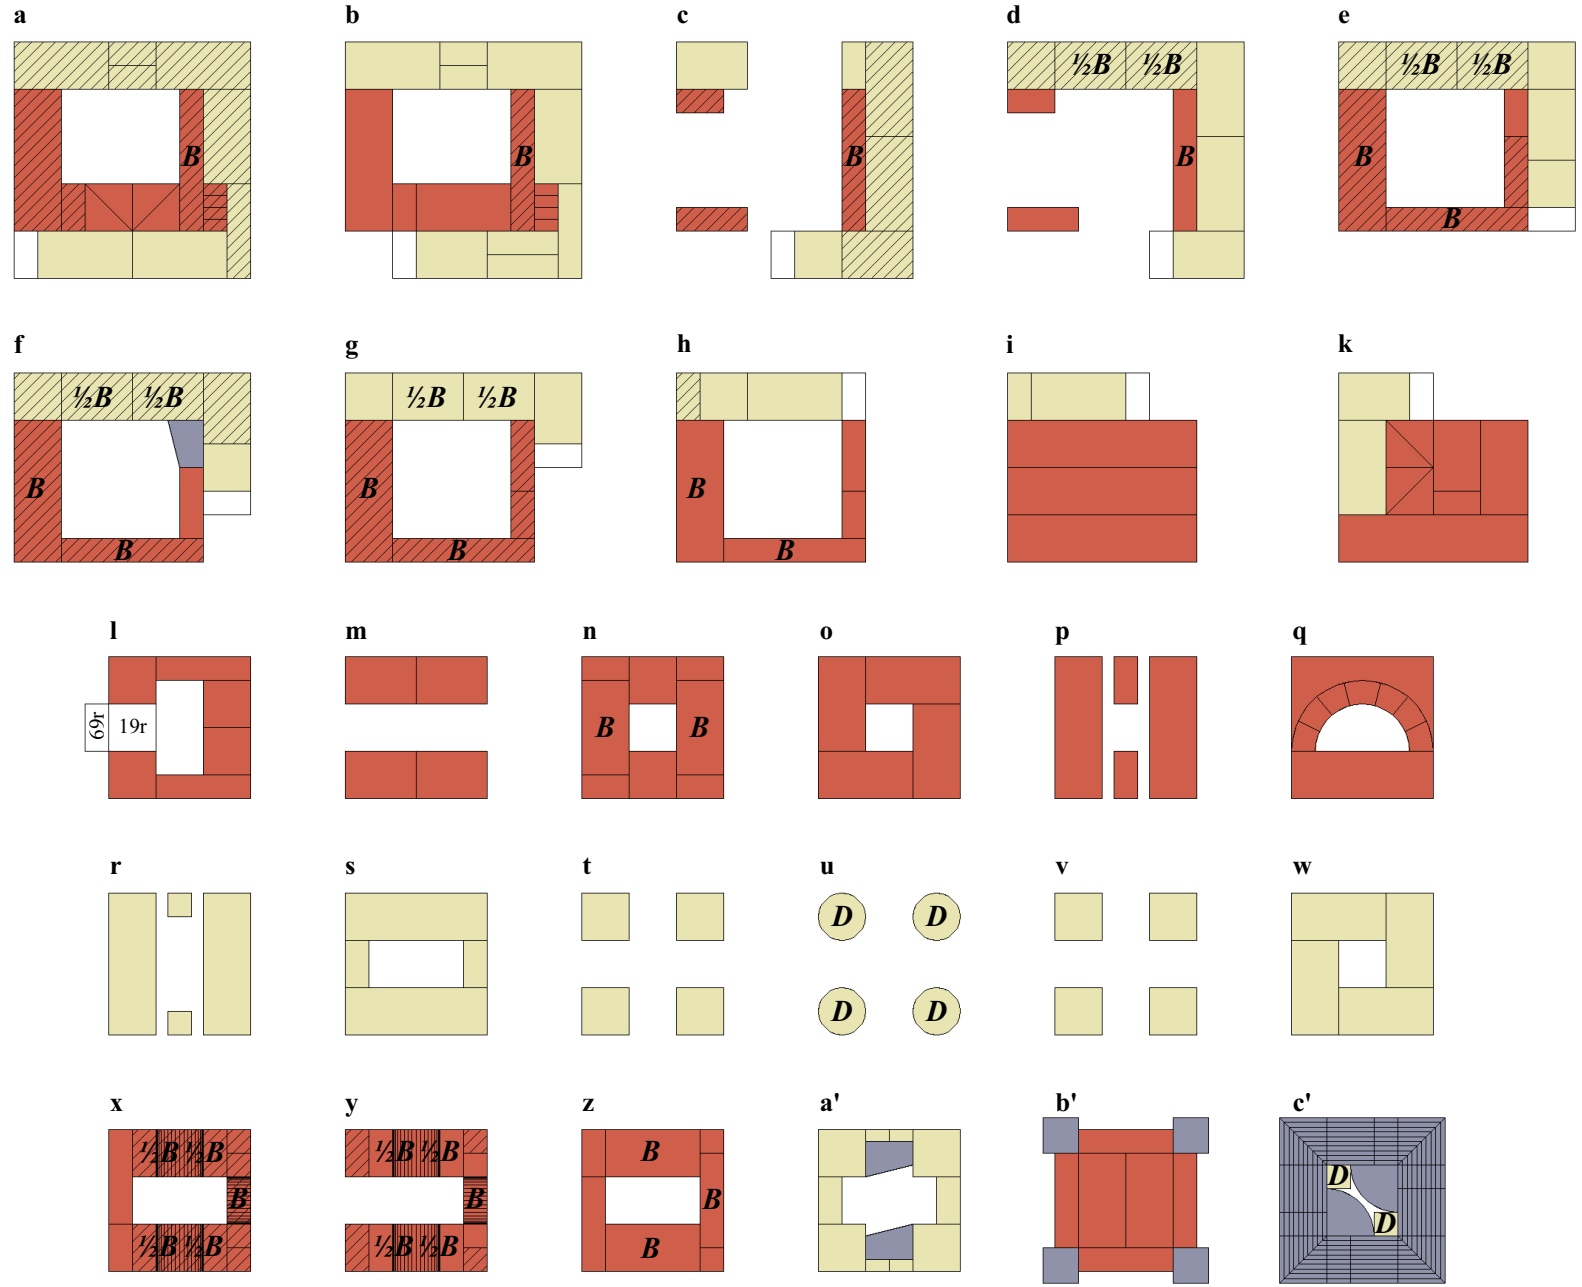 a b c d e
½B ½B ½B ½B
B B B B B
B
f g h i k
½B ½B ½B ½B
B B B
B B B
l m n o p q
69r 19r B B
r s t u v w
D D
D D
x y z a' b' c'
½B ½B ½B ½B B
D
B B B
D
½B ½B ½B ½B B